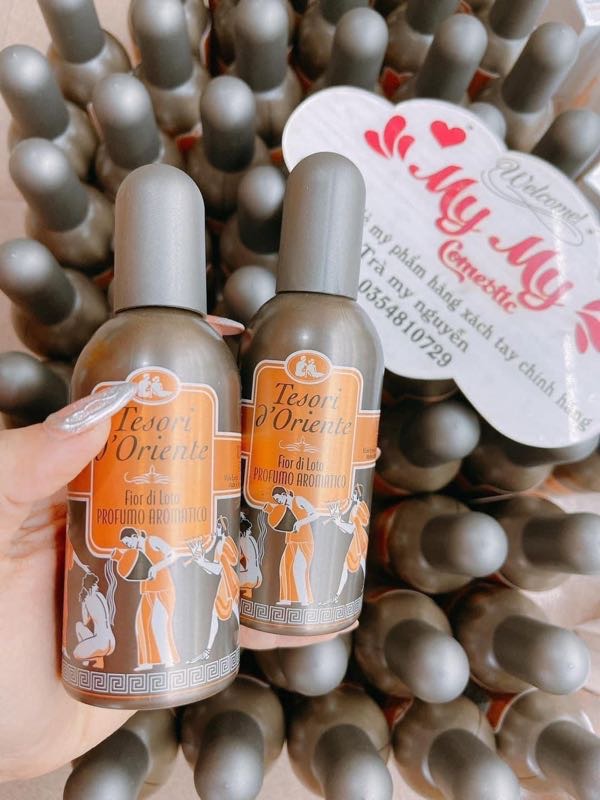 Tesori
d'Oriente
Fior di Loto
PROFUMO AROMATICO
Tesori
d'Oriente
Fior di Loto
PROFUMO AROMATICO
Welcome!
My My
Cosmestic
mỹ phẩm hàng xách tay chính hãng
Trà my nguyễn
0354810729